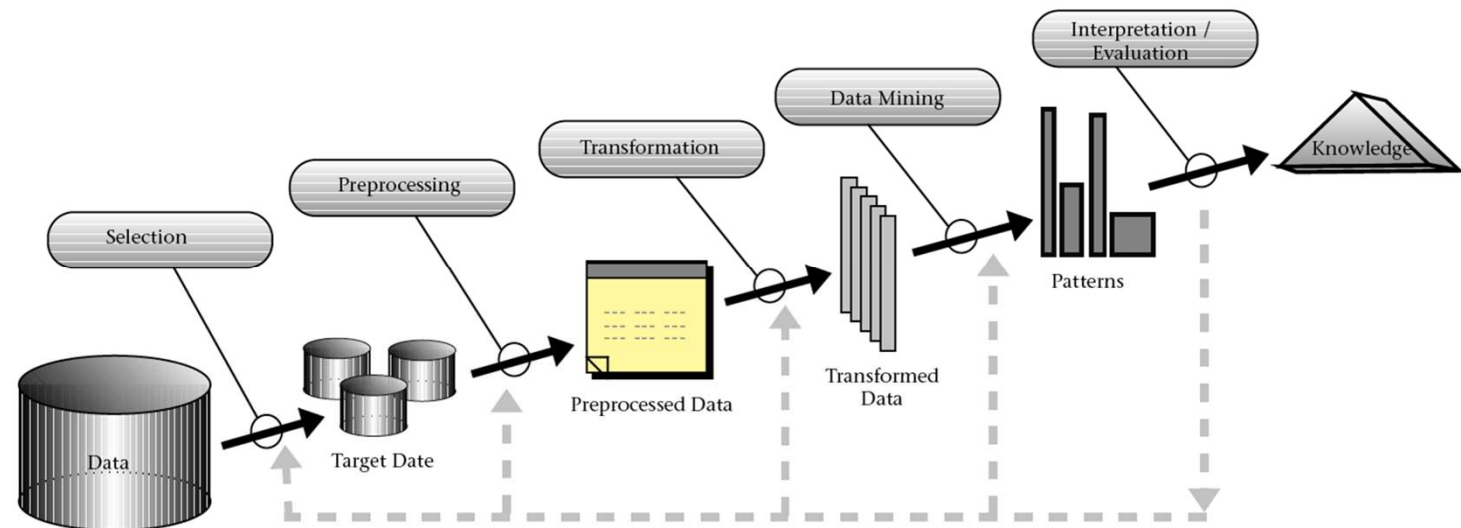 Interpretation /
Evaluation
Data Mining
Transformation
Preprocessing
Selection
Knowledge
Patterns
Transformed
Data
Preprocessed Data
Target Date
Data